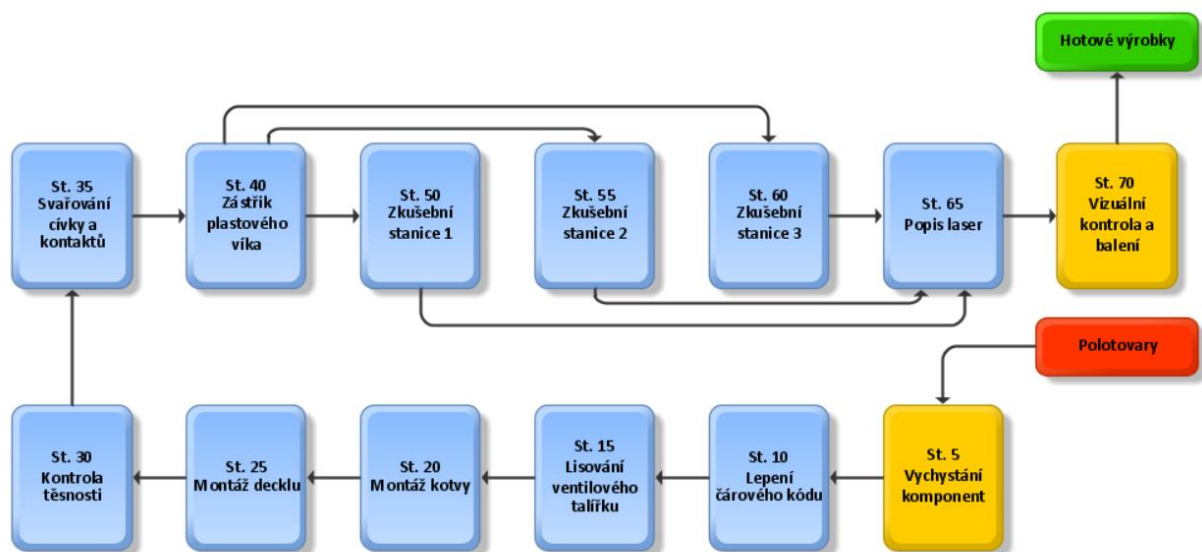 Hotové výrobky
St. 35
Svařování
cívky a
kontaktů
St. 40
Zástřik
plastového
víka
St. 50
Zkušební
stanice 1
St. 55
Zkušební
stanice 2
St. 60
Zkušební
stanice 3
St. 65
Popis laser
St. 70
Vizuální
kontrola a
balení
Polotovary
St. 30
Kontrola
těsnosti
St. 25
Montáž decklu
St. 20
Montáž kotvy
St. 15
Lisování
ventilového
talířku
St. 10
Lepení
čárového kódu
St. 5
Vychystání
komponent